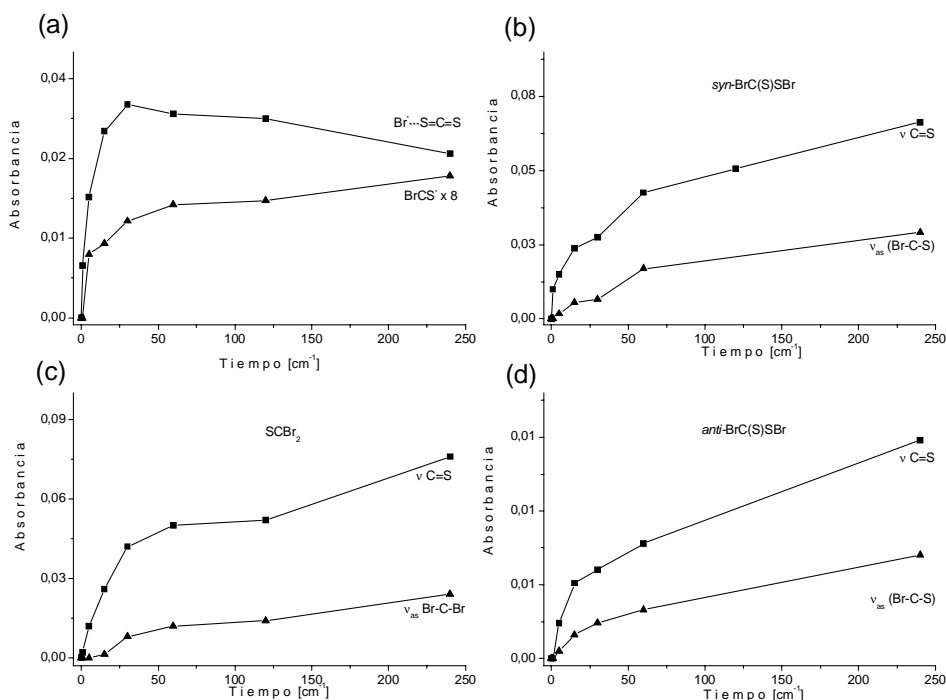 (a)
0,04
0,02
0,01
0,00
Absorbancia
Br˙···S=C=S
BrCS˙ x 8
0 50 100 150 200 250
Tiempo [cm⁻¹]
(b)
0,08
0,05
0,03
0,00
Absorbancia
syn-BrC(S)SBr
ν C=S
νas (Br-C-S)
0 50 100 150 200 250
Tiempo [cm⁻¹]
(c)
0,09
0,06
0,03
0,00
Absorbancia
SCBr₂
ν C=S
νas Br-C-Br
0 50 100 150 200 250
Tiempo [cm⁻¹]
(d)
0,01
0,01
0,00
Absorbancia
anti-BrC(S)SBr
ν C=S
νas (Br-C-S)
0 50 100 150 200 250
Tiempo [cm⁻¹]